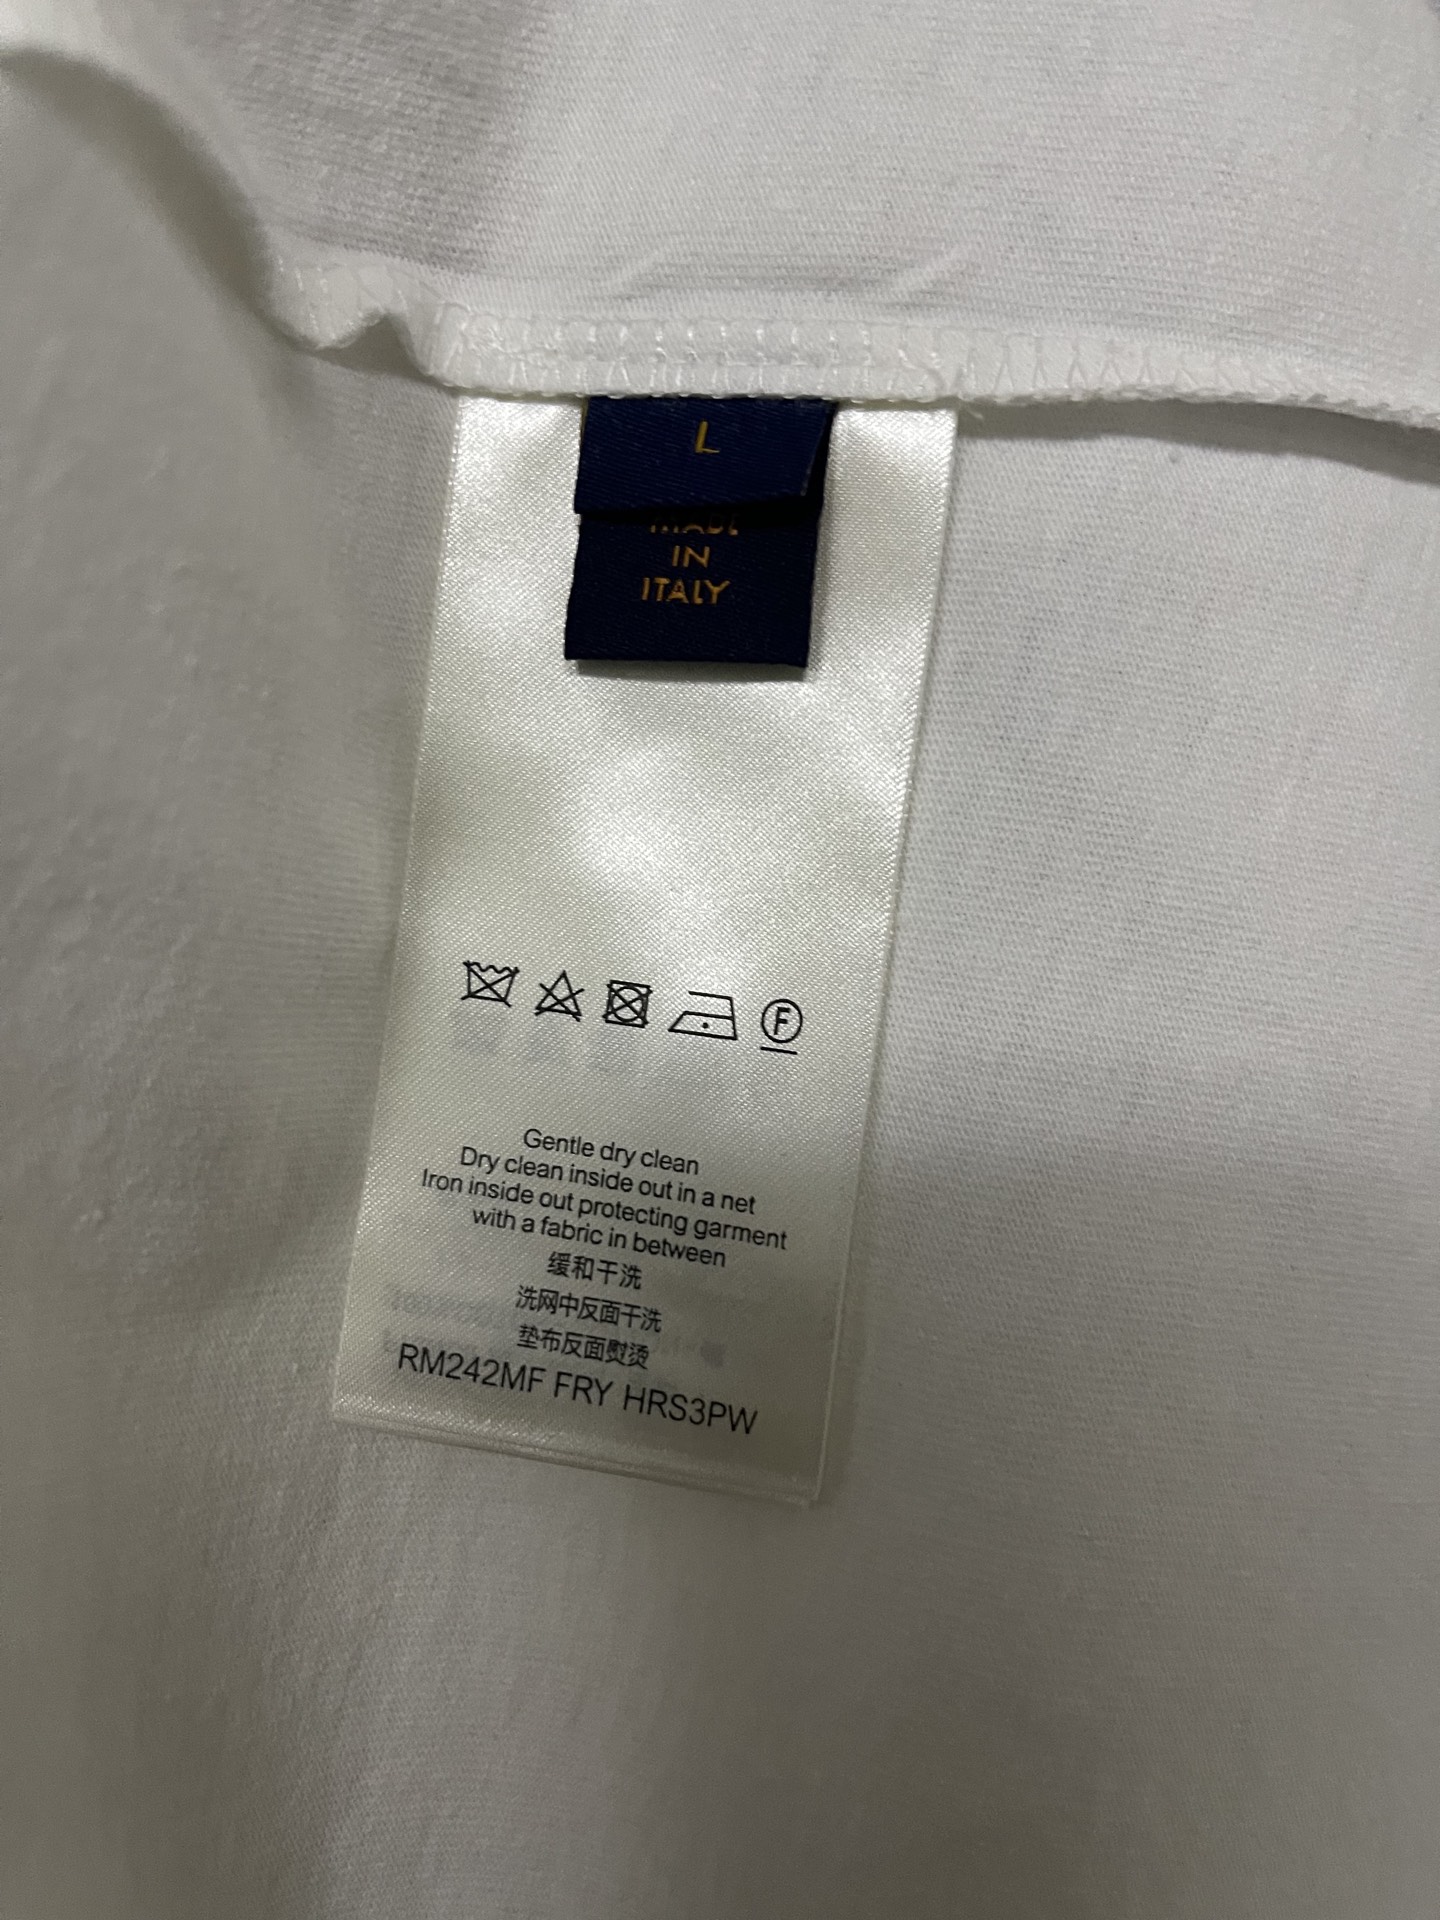 L
MADE
IN
ITALY
F
Gentle dry clean
Dry clean inside out in a net
Iron inside out protecting garment
with a fabric in between
缓和干洗
洗网中反面干洗
垫布反面熨烫
RM242MF FRY HRS3PW